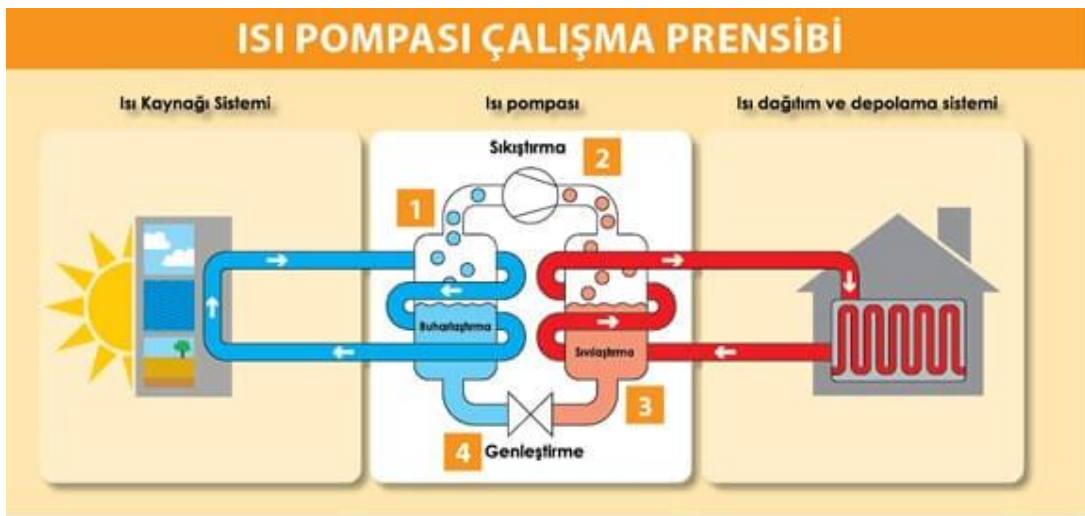 ISI POMPASI ÇALIŞMA PRENSİBİ
Isı Kaynağı Sistemi
Isı pompası
Isı dağıtım ve depolama sistemi
Sıkıştırma
2
1
Buharlaştırma
Sıvılaştırma
3
4
Genleştirme